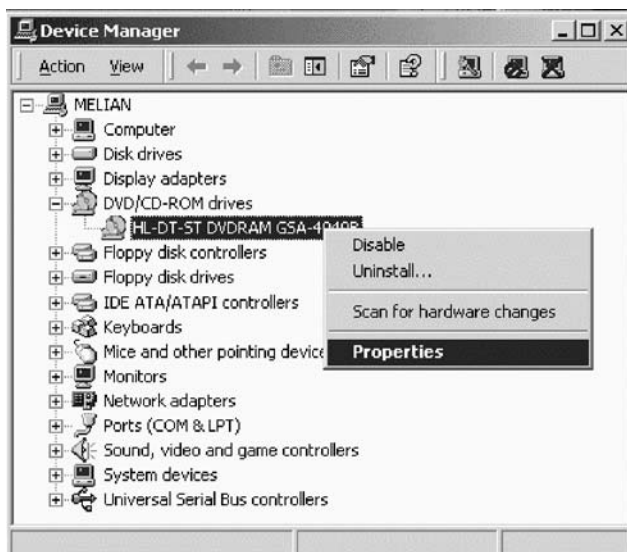 Device Manager
Action View
MELIAN
Computer
Disk drives
Display adapters
DVD/CD-ROM drives
HL-DT-ST DVDRAM GSA-4040B
Disable
Floppy disk controllers
Uninstall...
Floppy disk drives
IDE ATA/ATAPI controllers
Scan for hardware changes
Keyboards
Mice and other pointing device
Properties
Monitors
Network adapters
Ports (COM & LPT)
Sound, video and game controllers
System devices
Universal Serial Bus controllers